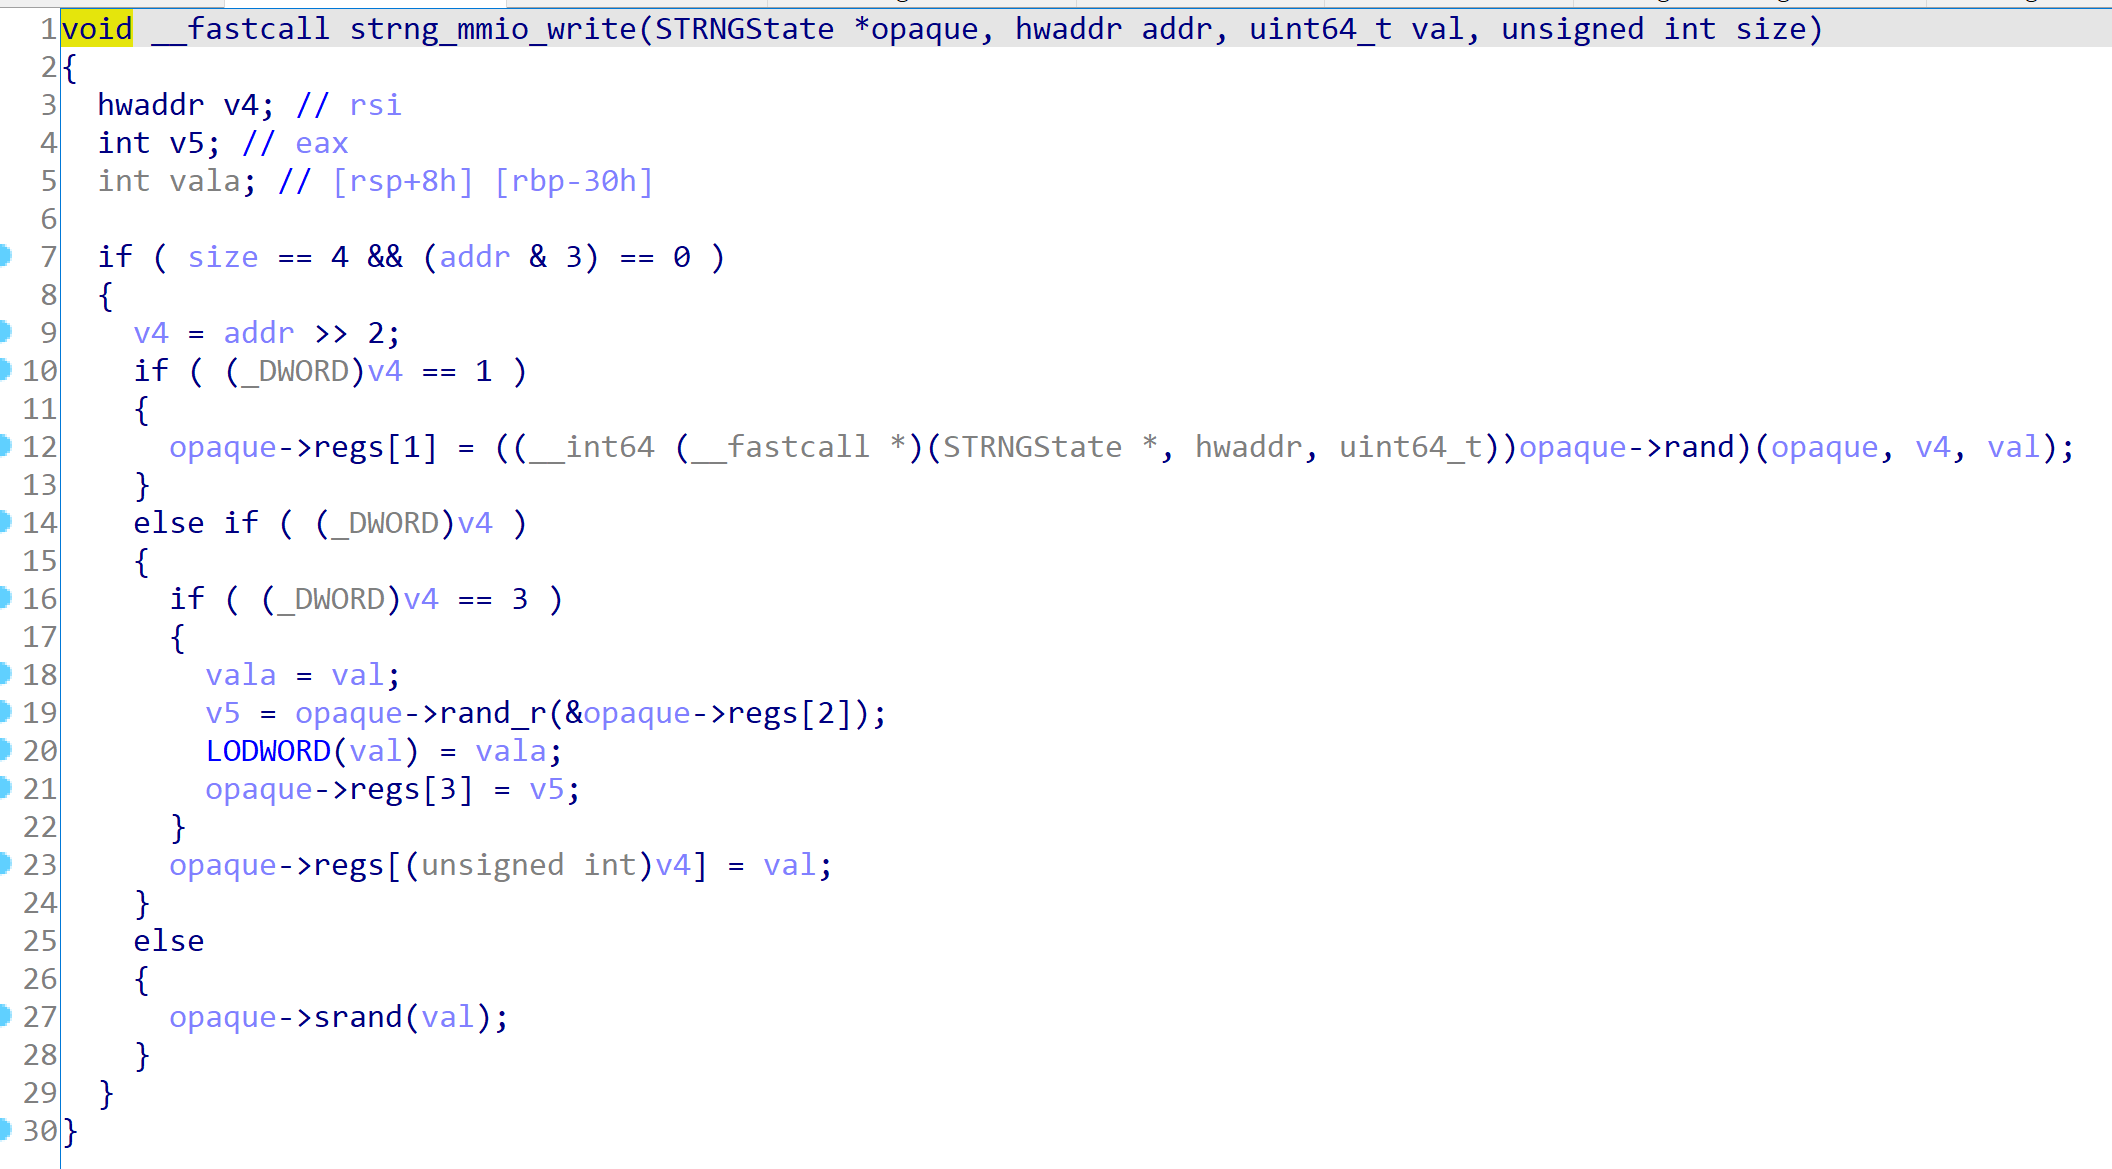 1 void __fastcall strng_mmio_write(STRNGState *opaque, hwaddr addr, uint64_t val, unsigned int size)
2 {
3   hwaddr v4; // rsi
4   int v5; // eax
5   int vala; // [rsp+8h] [rbp-30h]
6
7   if ( size == 4 && (addr & 3) == 0 )
8   {
9     v4 = addr >> 2;
10     if ( (_DWORD)v4 == 1 )
11     {
12       opaque->regs[1] = ((__int64 (__fastcall *)(STRNGState *, hwaddr, uint64_t))opaque->rand)(opaque, v4, val);
13     }
14     else if ( (_DWORD)v4 )
15     {
16       if ( (_DWORD)v4 == 3 )
17       {
18         vala = val;
19         v5 = opaque->rand_r(&opaque->regs[2]);
20         LODWORD(val) = vala;
21         opaque->regs[3] = v5;
22       }
23       opaque->regs[(unsigned int)v4] = val;
24     }
25     else
26     {
27       opaque->srand(val);
28     }
29   }
30 }